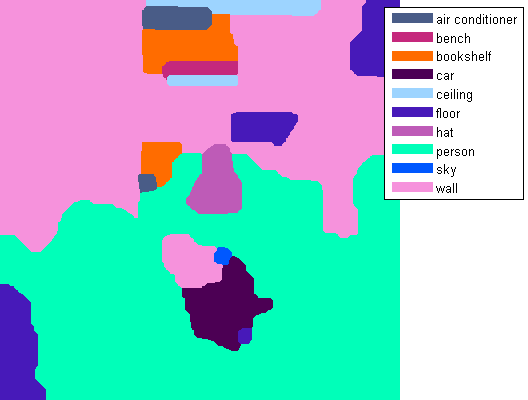 air conditioner
bench
bookshelf
car
ceiling
floor
hat
person
sky
wall